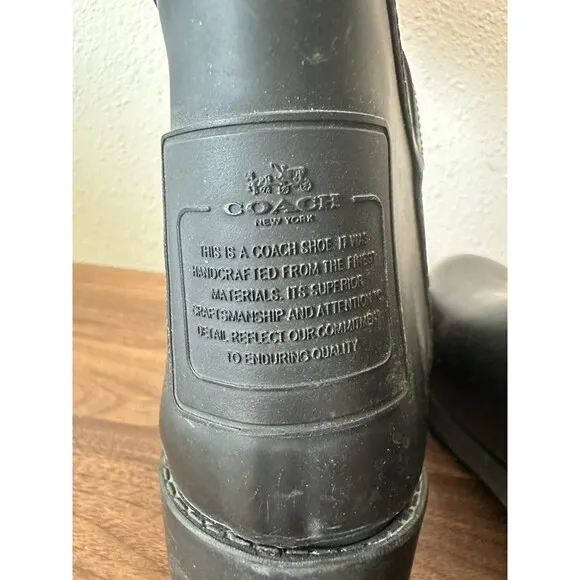 COACH
NEW YORK
THIS IS A COACH SHOE. IT WAS
HANDCRAFTED FROM THE FINEST
MATERIALS. ITS SUPERIOR
CRAFTSMANSHIP AND ATTENTION TO
DETAIL REFLECT OUR COMMITMENT
TO ENDURING QUALITY